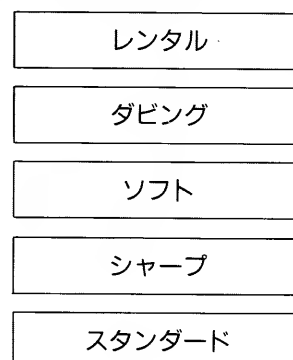 レンタル
ダビング
ソフト
シャープ
スタンダード